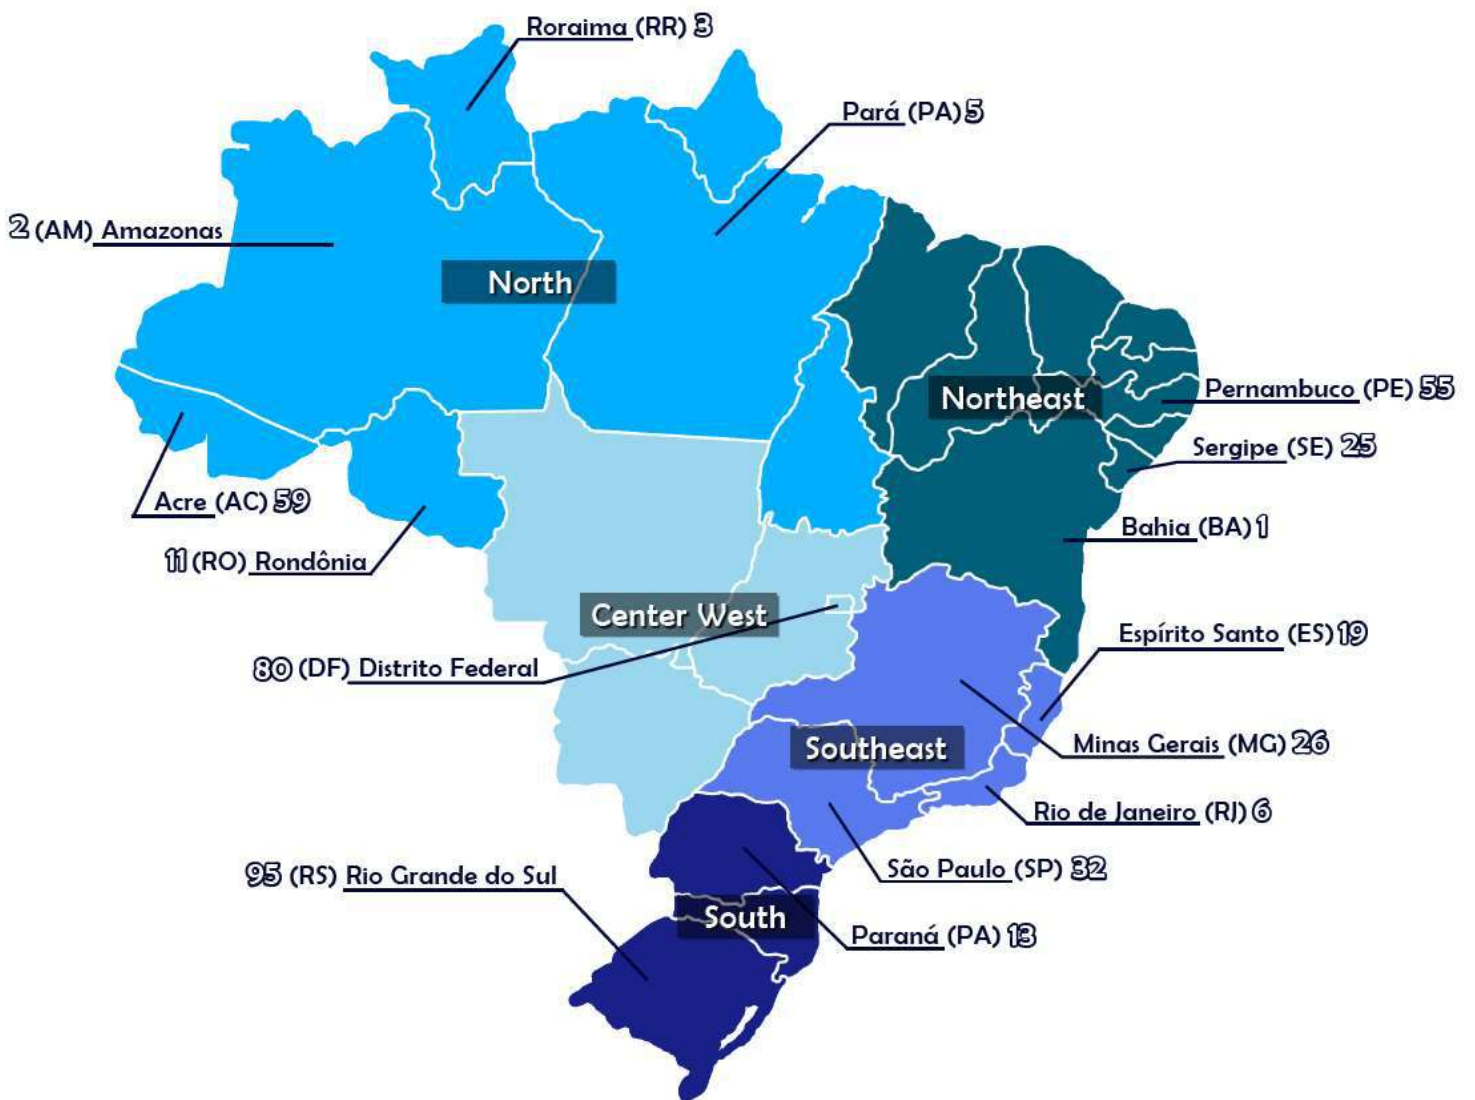 Roraima (RR) 3
Pará (PA) 5
2 (AM) Amazonas
North
Northeast
Pernambuco (PE) 55
Sergipe (SE) 25
Acre (AC) 59
Bahia (BA) 1
11 (RO) Rondônia
Center West
Espírito Santo (ES) 19
80 (DF) Distrito Federal
Southeast
Minas Gerais (MG) 26
Rio de Janeiro (RJ) 6
São Paulo (SP) 32
95 (RS) Rio Grande do Sul
South
Paraná (PA) 13